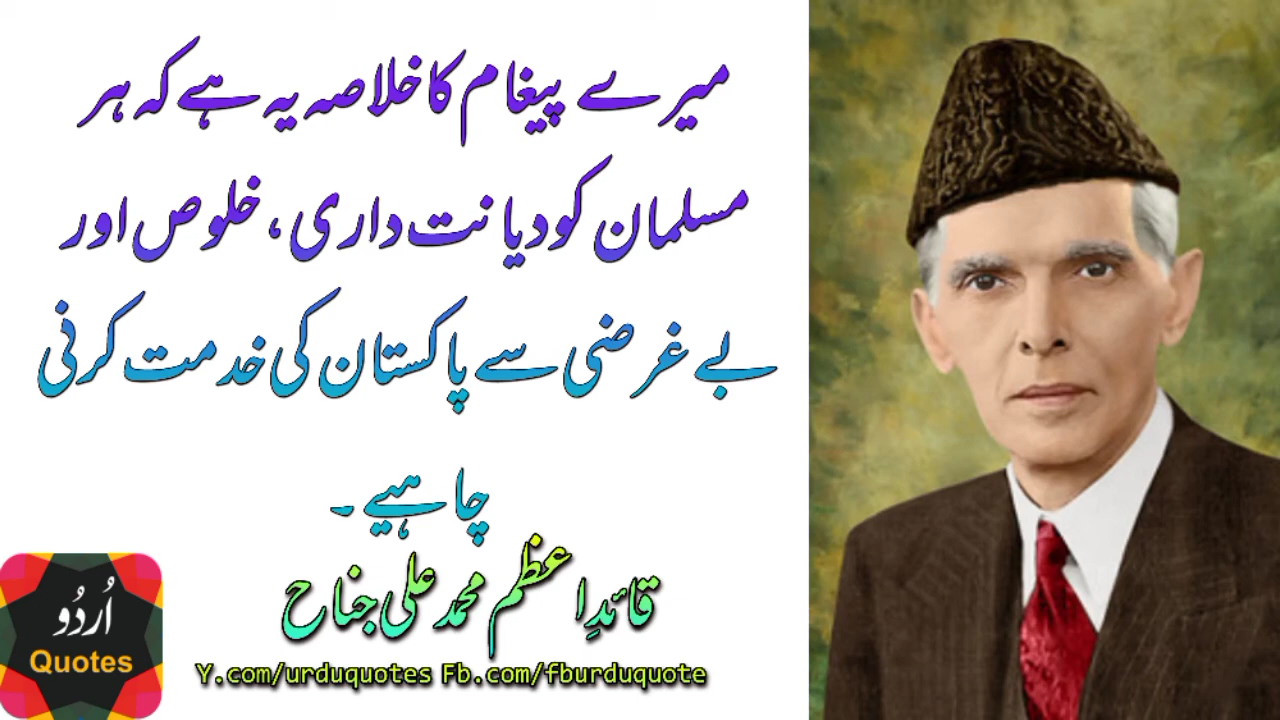 میرے پیغام کا خلاصہ یہ ہے کہ ہر
مسلمان کو دیانت داری، خلوص اور
بے غرضی سے پاکستان کی خدمت کرنی
چاہیے۔
قائدِ اعظم محمد علی جناح
Y.com/urduquotes Fb.com/fburduquote
اُردُو
Quotes